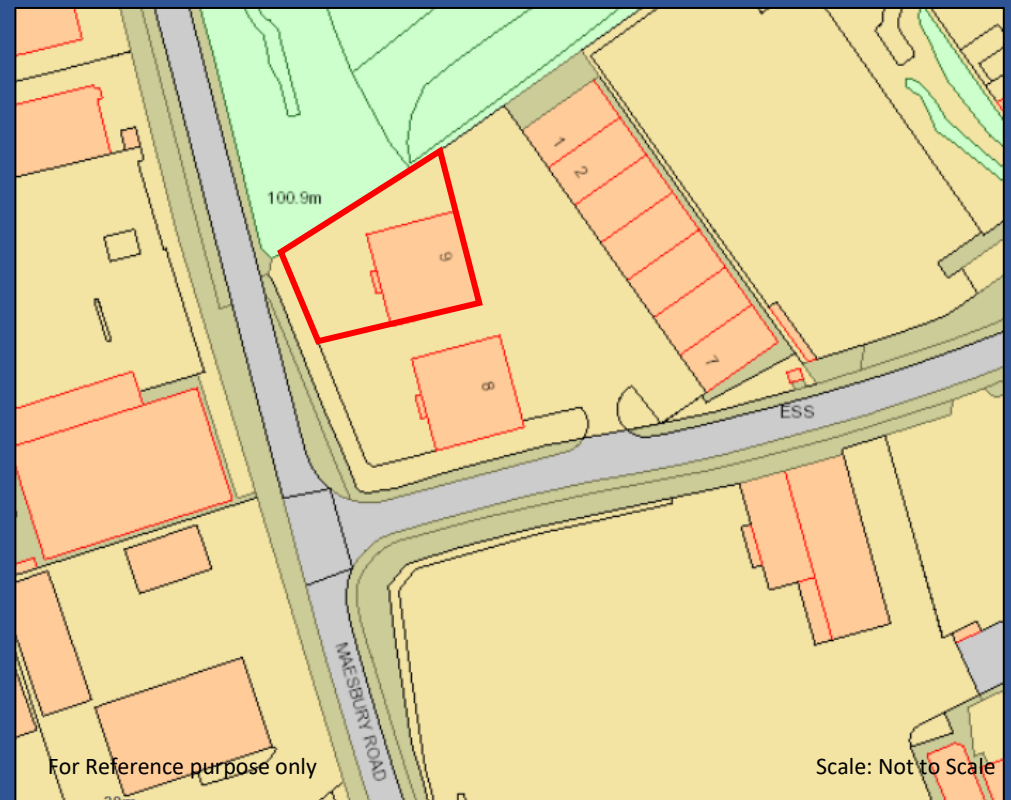 100.9m
1
2
9
8
7
ESS
MAESBURY ROAD
For Reference purpose only
Scale: Not to Scale